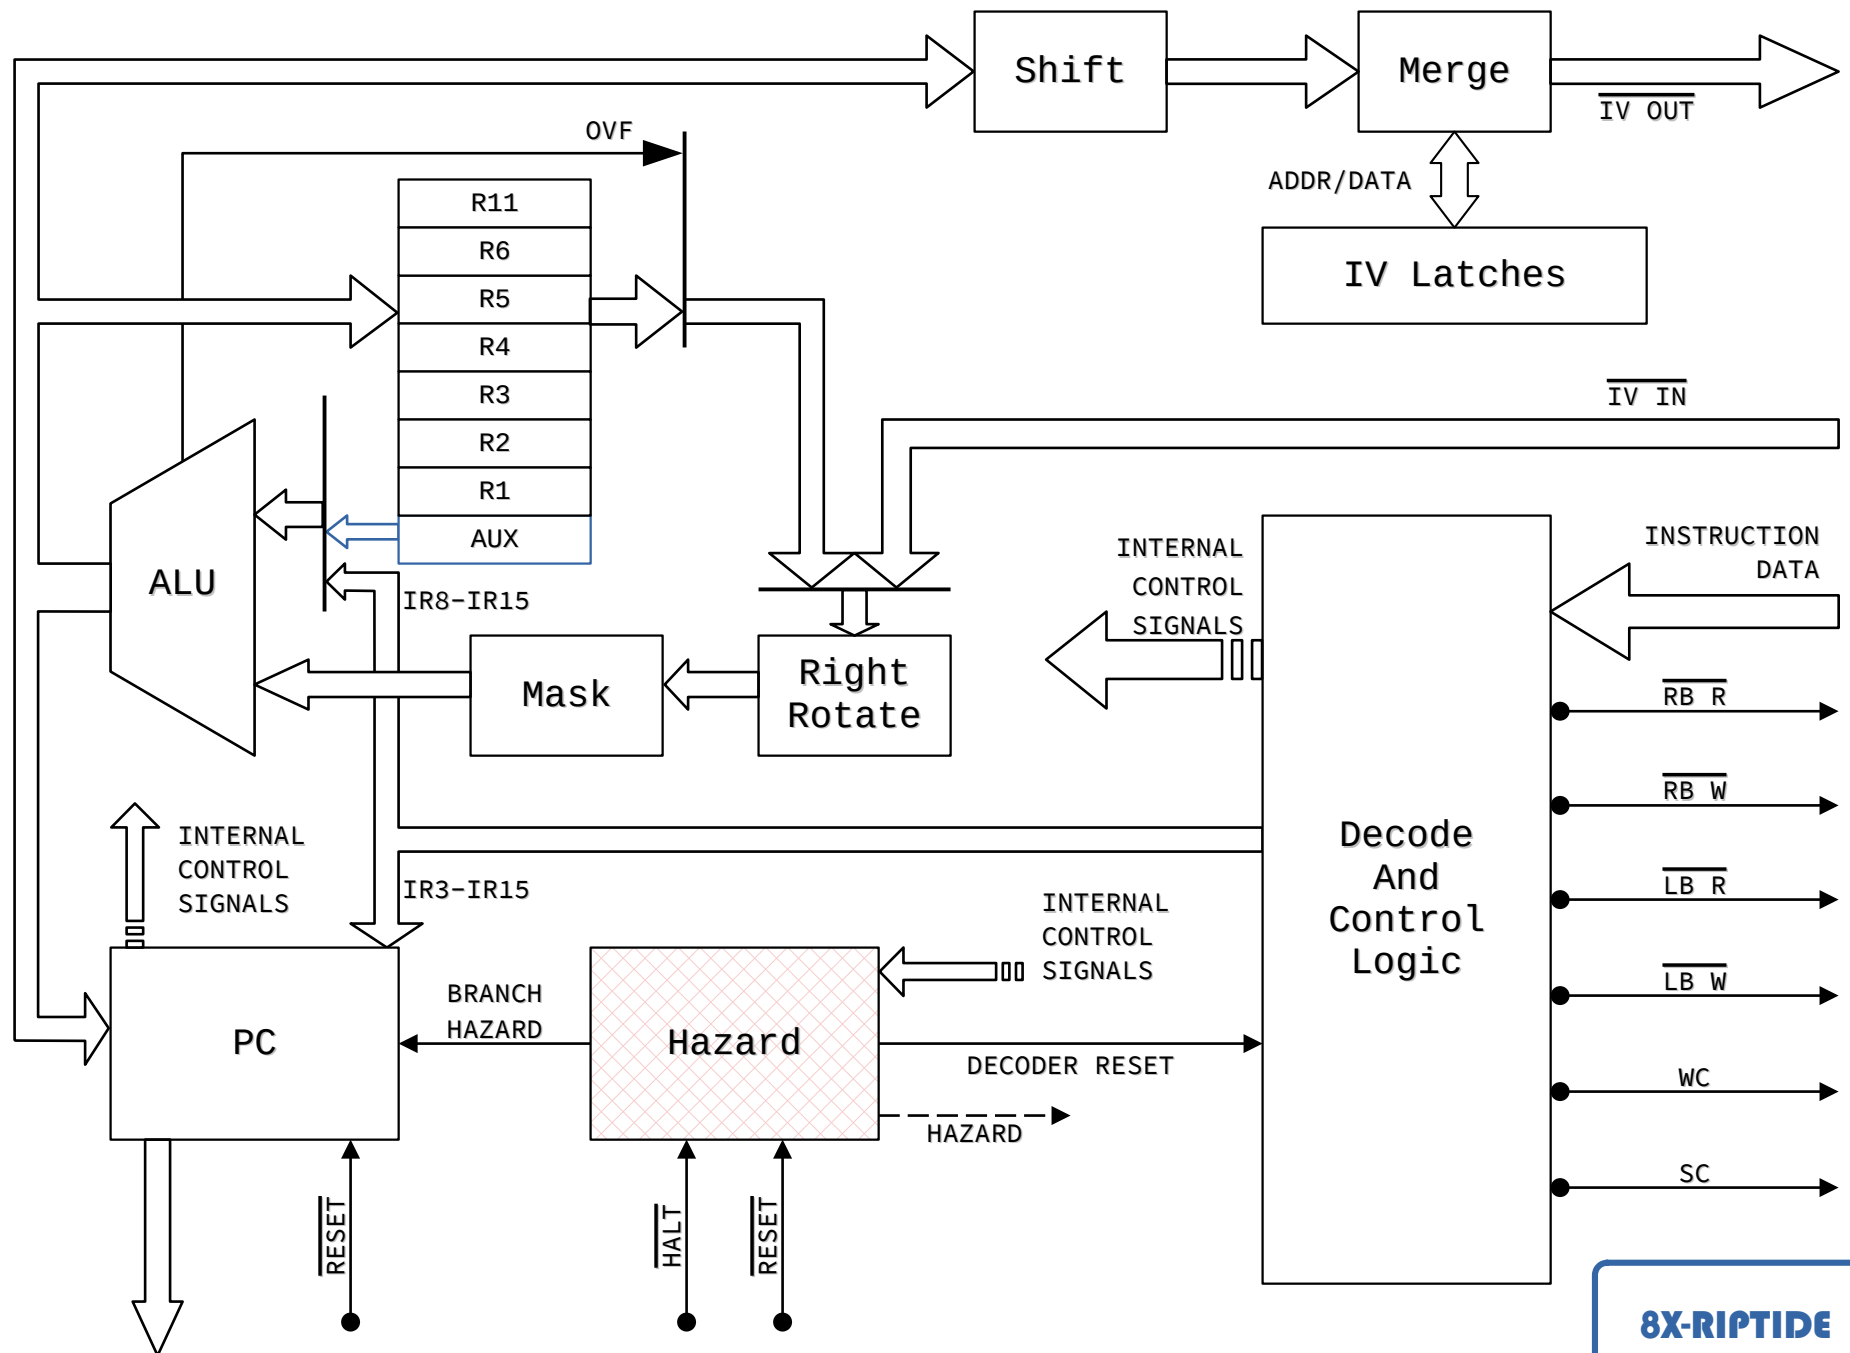 Shift
Merge
IV OUT
OVF
ADDR/DATA
R11
R6
R5
R4
R3
R2
R1
AUX
IV Latches
IV IN
ALU
IR8-IR15
Mask
Right
Rotate
INTERNAL
CONTROL
SIGNALS
INSTRUCTION
DATA
RB R
RB W
LB R
LB W
WC
SC
Decode
And
Control
Logic
INTERNAL
CONTROL
SIGNALS
IR3-IR15
INTERNAL
CONTROL
SIGNALS
PC
BRANCH
HAZARD
Hazard
DECODER RESET
HAZARD
RESET
HALT
RESET
8X-RIPTIDE